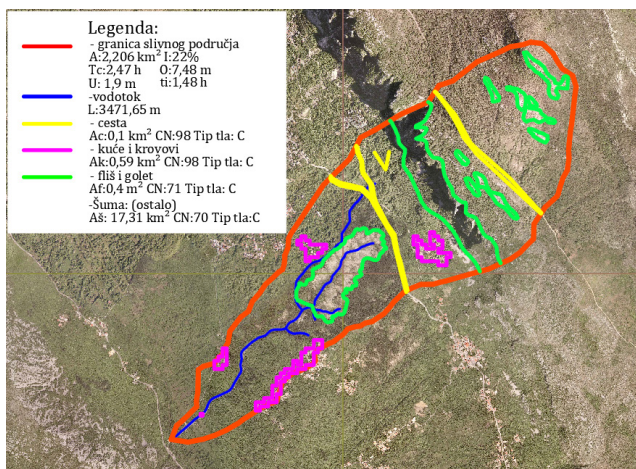 Legenda:
- granica slivnog područja
A:2,206 km² I:22%
Tc:2,47 h O:7,48 m
U: 1,9 m ti:1,48 h
-vodotok
L:3471,65 m
- cesta
Ac:0,1 km² CN:98 Tip tla: C
- kuće i krovovi
Ak:0,59 km² CN:98 Tip tla: C
- fliš i golet
Af:0,4 m² CN:71 Tip tla: C
-Šuma: (ostalo)
Aš: 17,31 km² CN:70 Tip tla:C